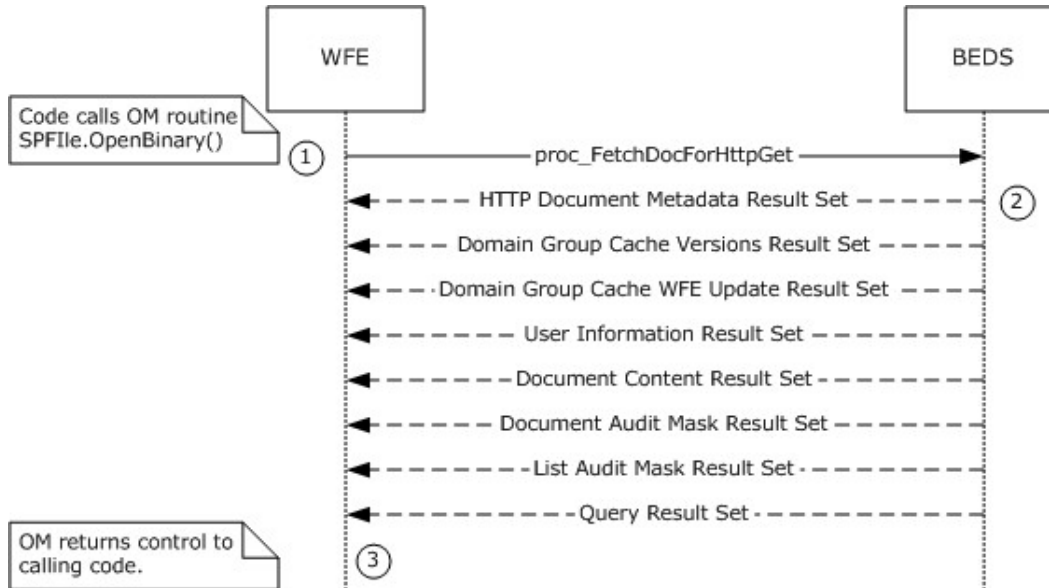 WFE
BEDS
Code calls OM routine
SPFIle.OpenBinary()
1
proc_FetchDocForHttpGet
HTTP Document Metadata Result Set
2
Domain Group Cache Versions Result Set
Domain Group Cache WFE Update Result Set
User Information Result Set
Document Content Result Set
Document Audit Mask Result Set
List Audit Mask Result Set
Query Result Set
OM returns control to
calling code.
3